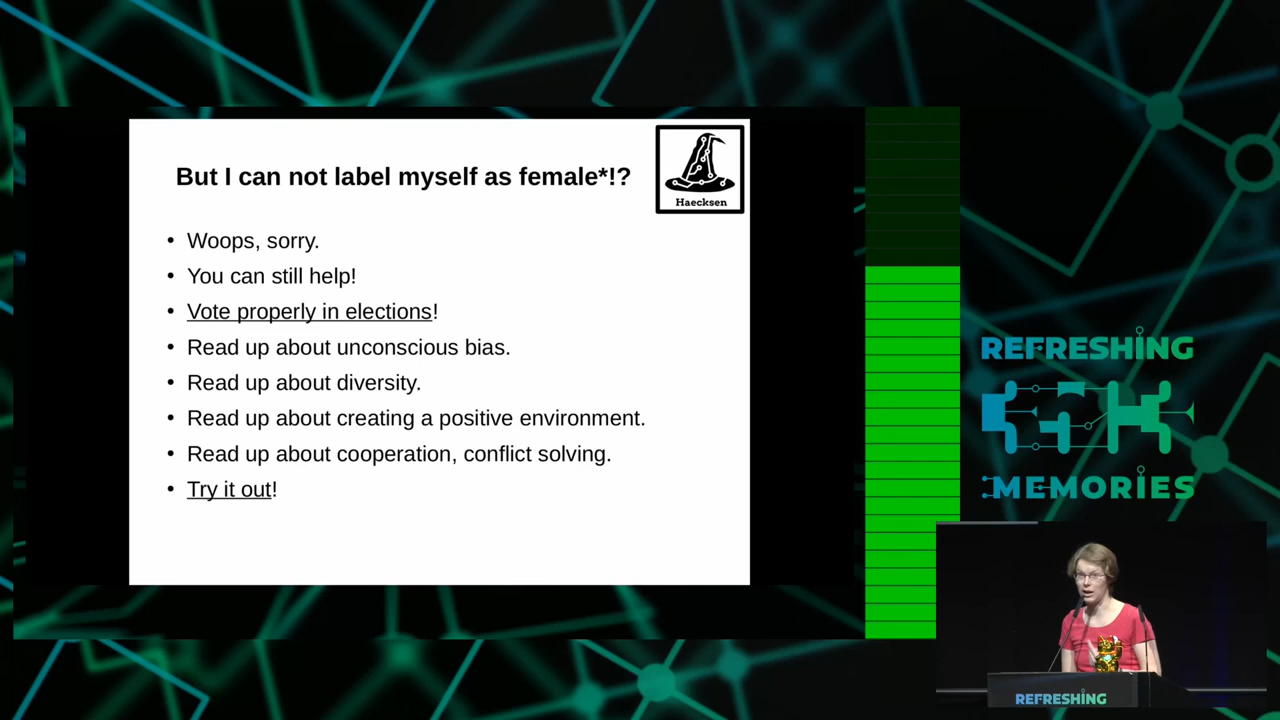 But I can not label myself as female*!?
Haecksen
• Woops, sorry.
• You can still help!
• Vote properly in elections!
• Read up about unconscious bias.
• Read up about diversity.
• Read up about creating a positive environment.
• Read up about cooperation, conflict solving.
• Try it out!
REFRESHING
MEMORIES
REFRESHING